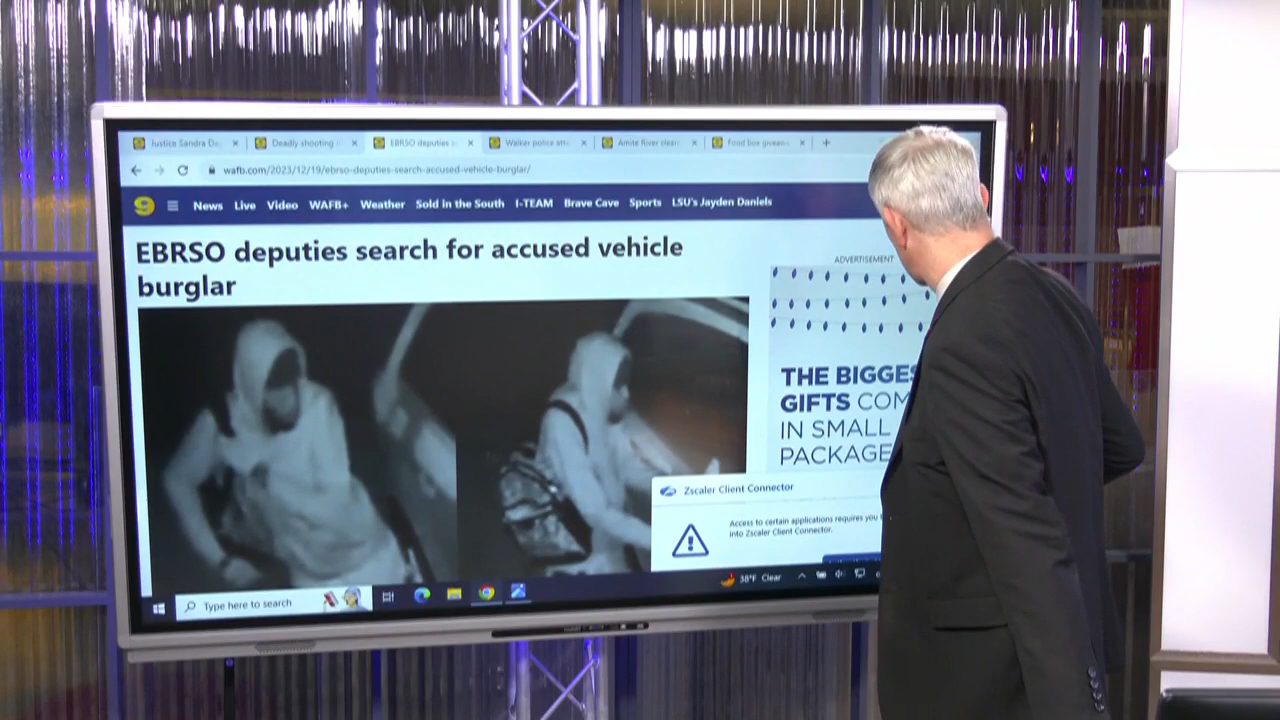 Justice Sandra Da
Deadly shooting
EBRSO deputies s
Walker police
Amite River clean
Food box giveaw
wafb.com/2023/12/19/ebrso-deputies-search-accused-vehicle-burglar/
9 News Live Video WAFB+ Weather Sold in the South I-TEAM Brave Cave Sports LSU's Jayden Daniels
EBRSO deputies search for accused vehicle
burglar
ADVERTISEMENT
THE BIGGES
GIFTS COM
IN SMALL
PACKAGE
Zscaler Client Connector
Access to certain applications requires you
into Zscaler Client Connector.
Type here to search
38°F Clear